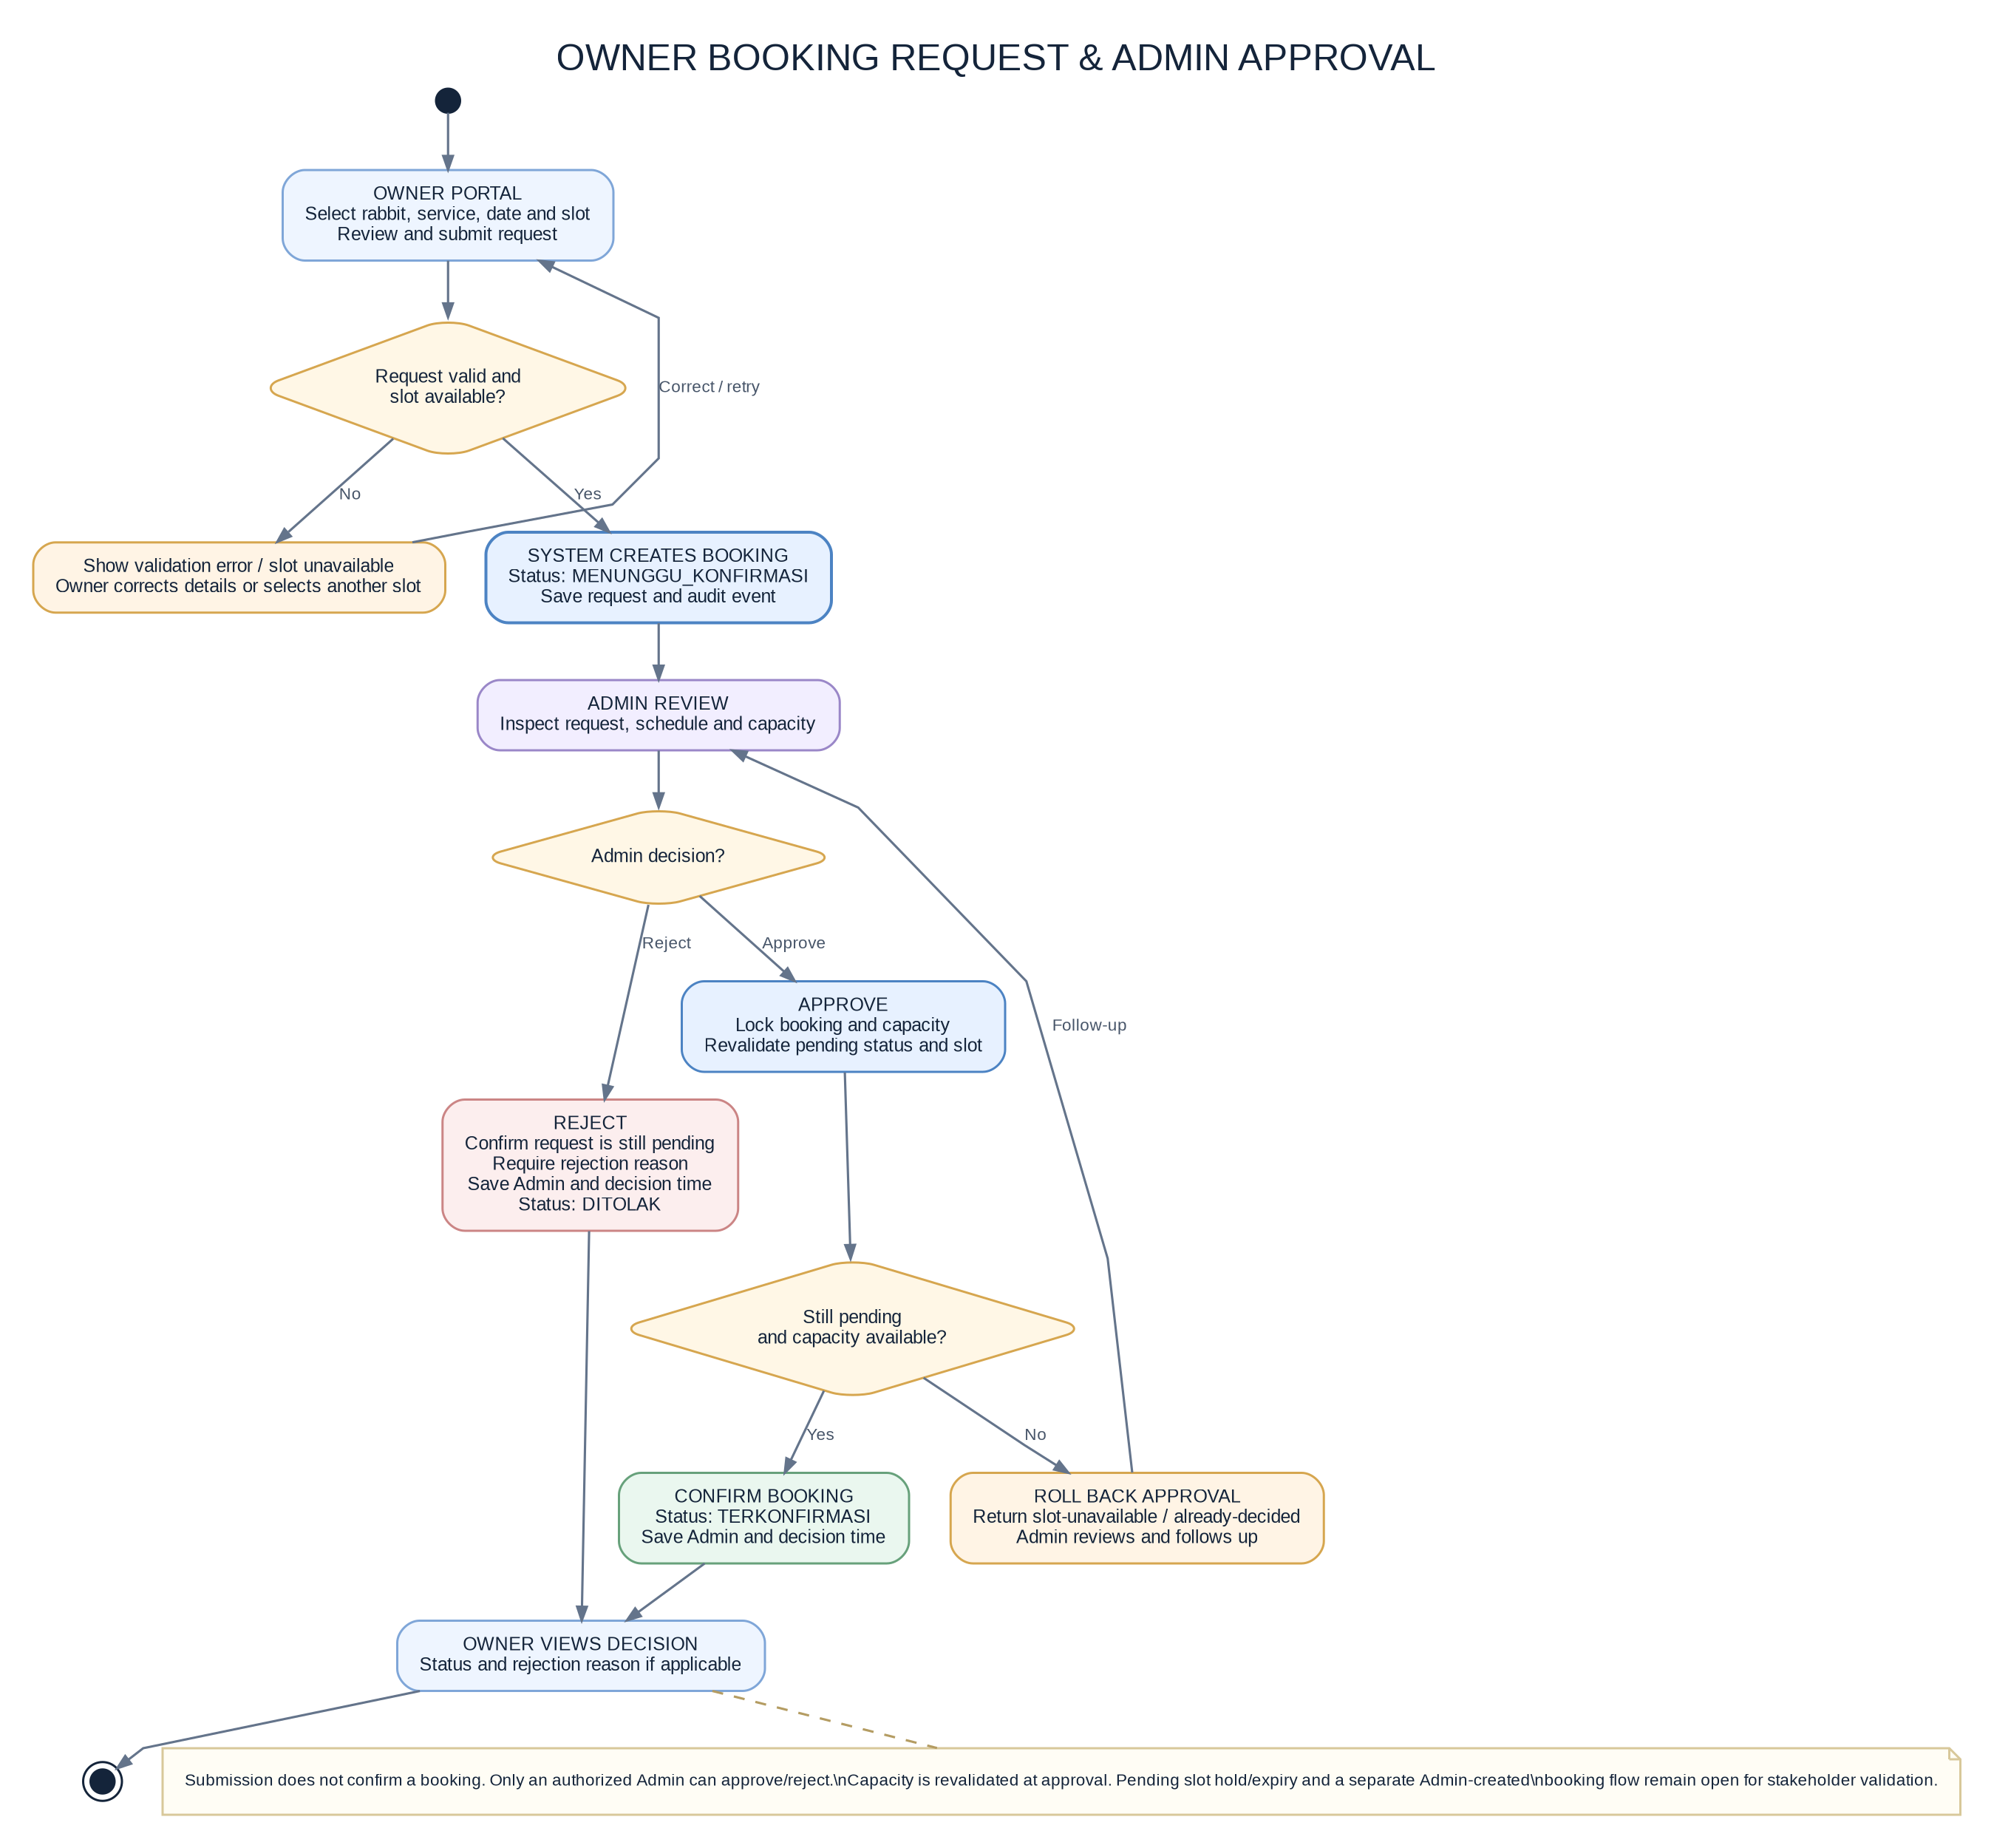 OWNER BOOKING REQUEST & ADMIN APPROVAL
OWNER PORTAL
Select rabbit, service, date and slot
Review and submit request
Request valid and
slot available?
Correct / retry
No
Yes
Show validation error / slot unavailable
Owner corrects details or selects another slot
SYSTEM CREATES BOOKING
Status: MENUNGGU_KONFIRMASI
Save request and audit event
ADMIN REVIEW
Inspect request, schedule and capacity
Admin decision?
Reject
Approve
APPROVE
Lock booking and capacity
Revalidate pending status and slot
Follow-up
REJECT
Confirm request is still pending
Require rejection reason
Save Admin and decision time
Status: DITOLAK
Still pending
and capacity available?
Yes
No
CONFIRM BOOKING
Status: TERKONFIRMASI
Save Admin and decision time
ROLL BACK APPROVAL
Return slot-unavailable / already-decided
Admin reviews and follows up
OWNER VIEWS DECISION
Status and rejection reason if applicable
Submission does not confirm a booking. Only an authorized Admin can approve/reject.\nCapacity is revalidated at approval. Pending slot hold/expiry and a separate Admin-created\nbooking flow remain open for stakeholder validation.